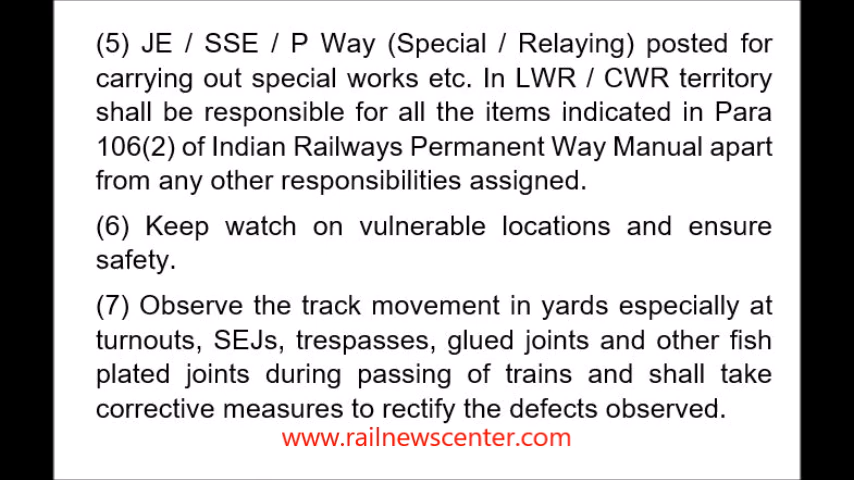 (5) JE / SSE / P Way (Special / Relaying) posted for
carrying out special works etc. In LWR / CWR territory
shall be responsible for all the items indicated in Para
106(2) of Indian Railways Permanent Way Manual apart
from any other responsibilities assigned.
(6) Keep watch on vulnerable locations and ensure
safety.
(7) Observe the track movement in yards especially at
turnouts, SEJs, trespasses, glued joints and other fish
plated joints during passing of trains and shall take
corrective measures to rectify the defects observed.
www.railnewscenter.com